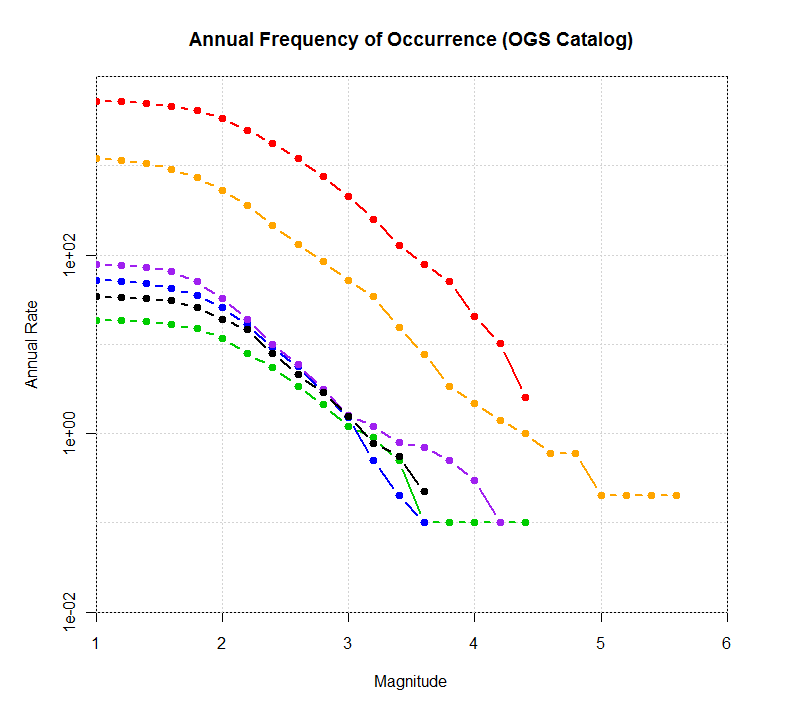 Annual Frequency of Occurrence (OGS Catalog)
Annual Rate
1e+02
1e+00
1e-02
1 2 3 4 5 6
Magnitude